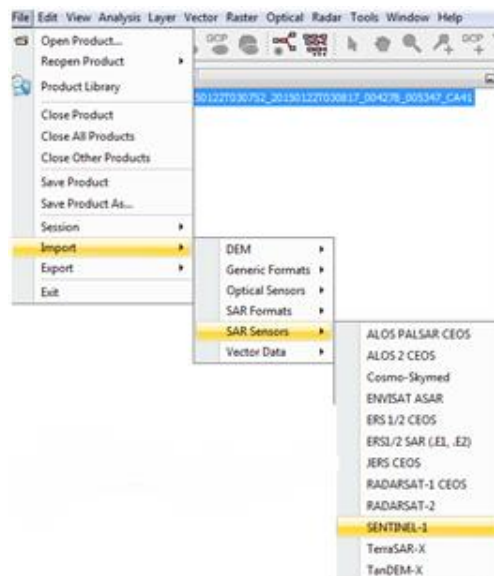 File Edit View Analysis Layer Vector Raster Optical Radar Tools Window Help
Open Product...
GCP
GCP
Reopen Product
Product Library
50122T030752_20150122T030817_004278_005347_CA41
Close Product
Close All Products
Close Other Products
Save Product
Save Product As...
Session
Import
Export
Exit
DEM
Generic Formats
Optical Sensors
SAR Formats
SAR Sensors
Vector Data
ALOS PALSAR CEOS
ALOS 2 CEOS
Cosmo-Skymed
ENVISAT ASAR
ERS 1/2 CEOS
ERS1/2 SAR (.E1, .E2)
JERS CEOS
RADARSAT-1 CEOS
RADARSAT-2
SENTINEL-1
TerraSAR-X
TanDEM-X